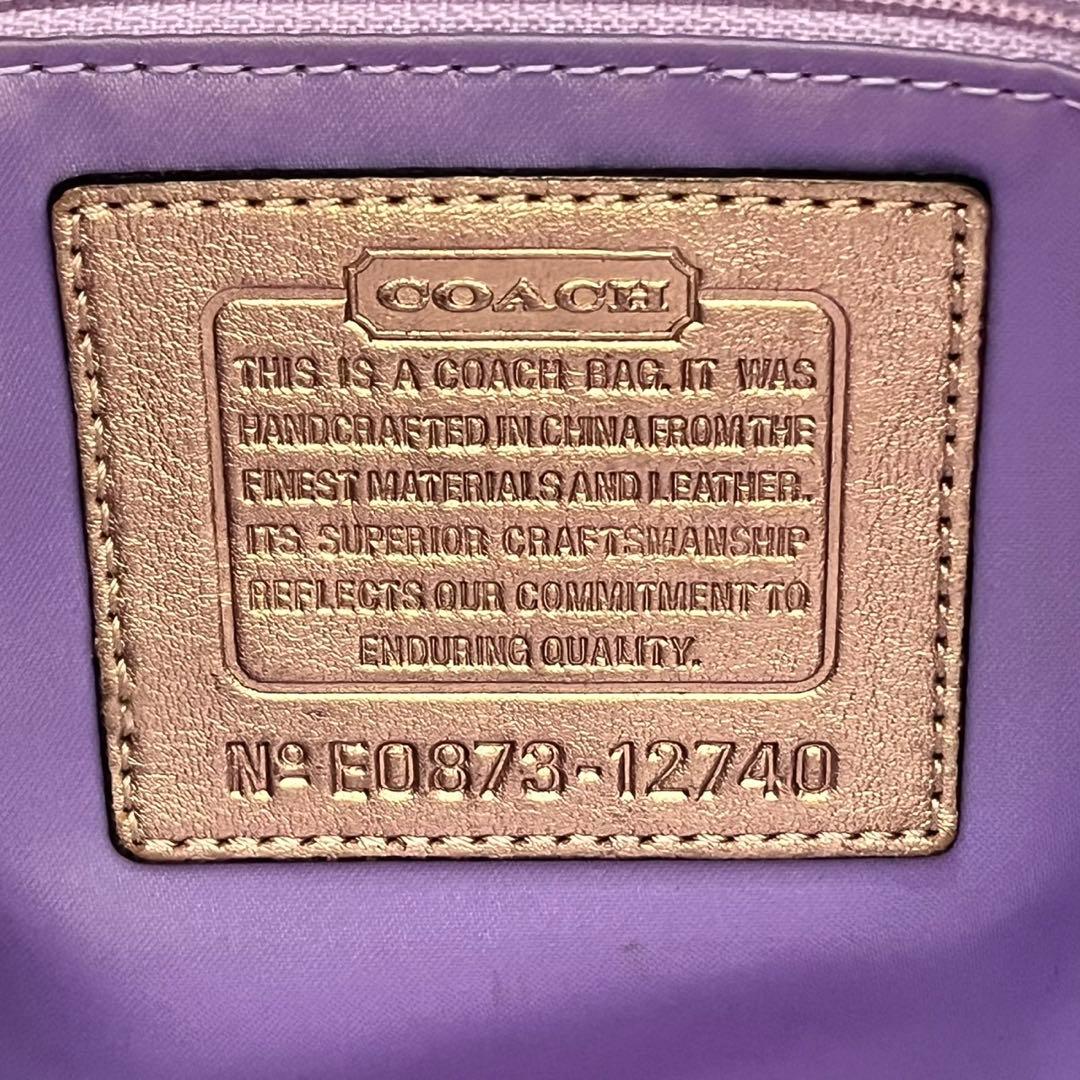 COACH
THIS IS A COACH BAG. IT WAS
HANDCRAFTED IN CHINA FROM THE
FINEST MATERIALS AND LEATHER.
ITS SUPERIOR CRAFTSMANSHIP
REFLECTS OUR COMMITMENT TO
ENDURING QUALITY.
Nº E0873-12740